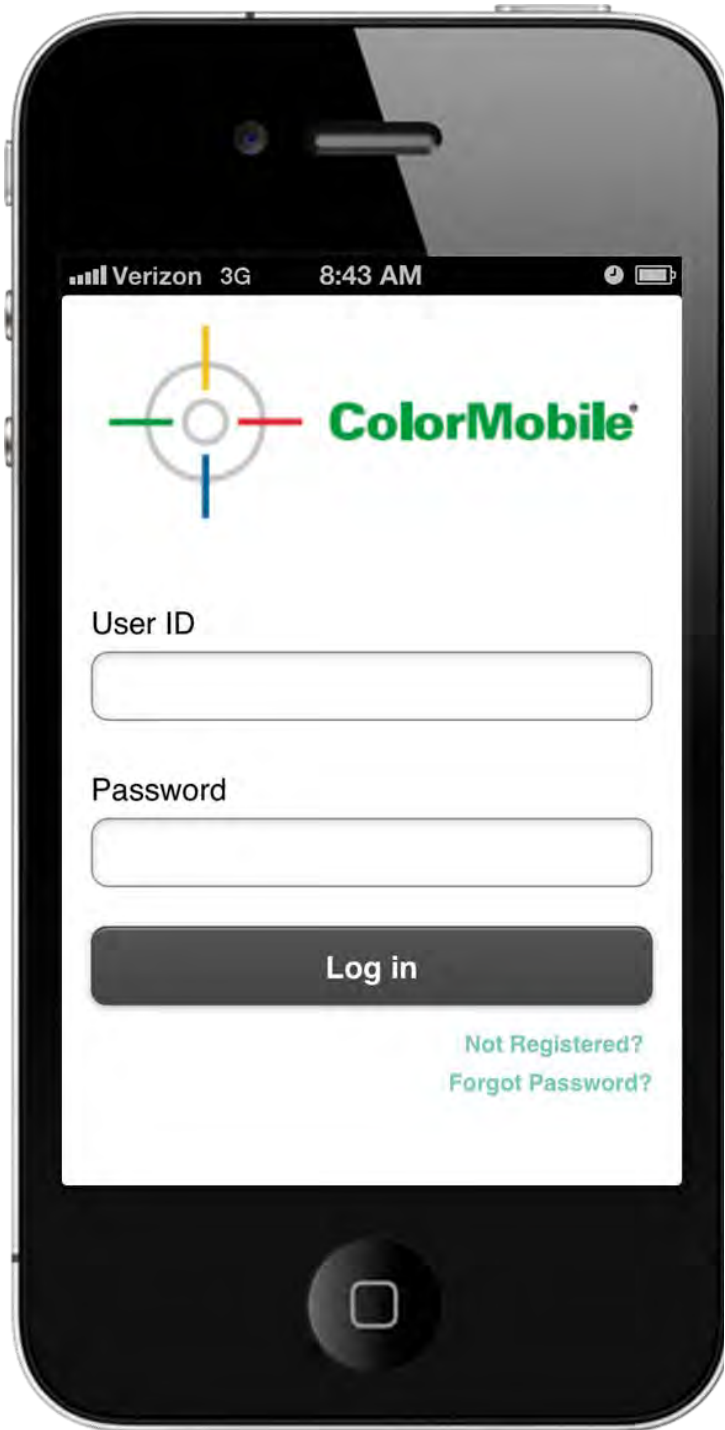 Verizon 3G 8:43 AM
ColorMobile®
User ID
Password
Log in
Not Registered?
Forgot Password?